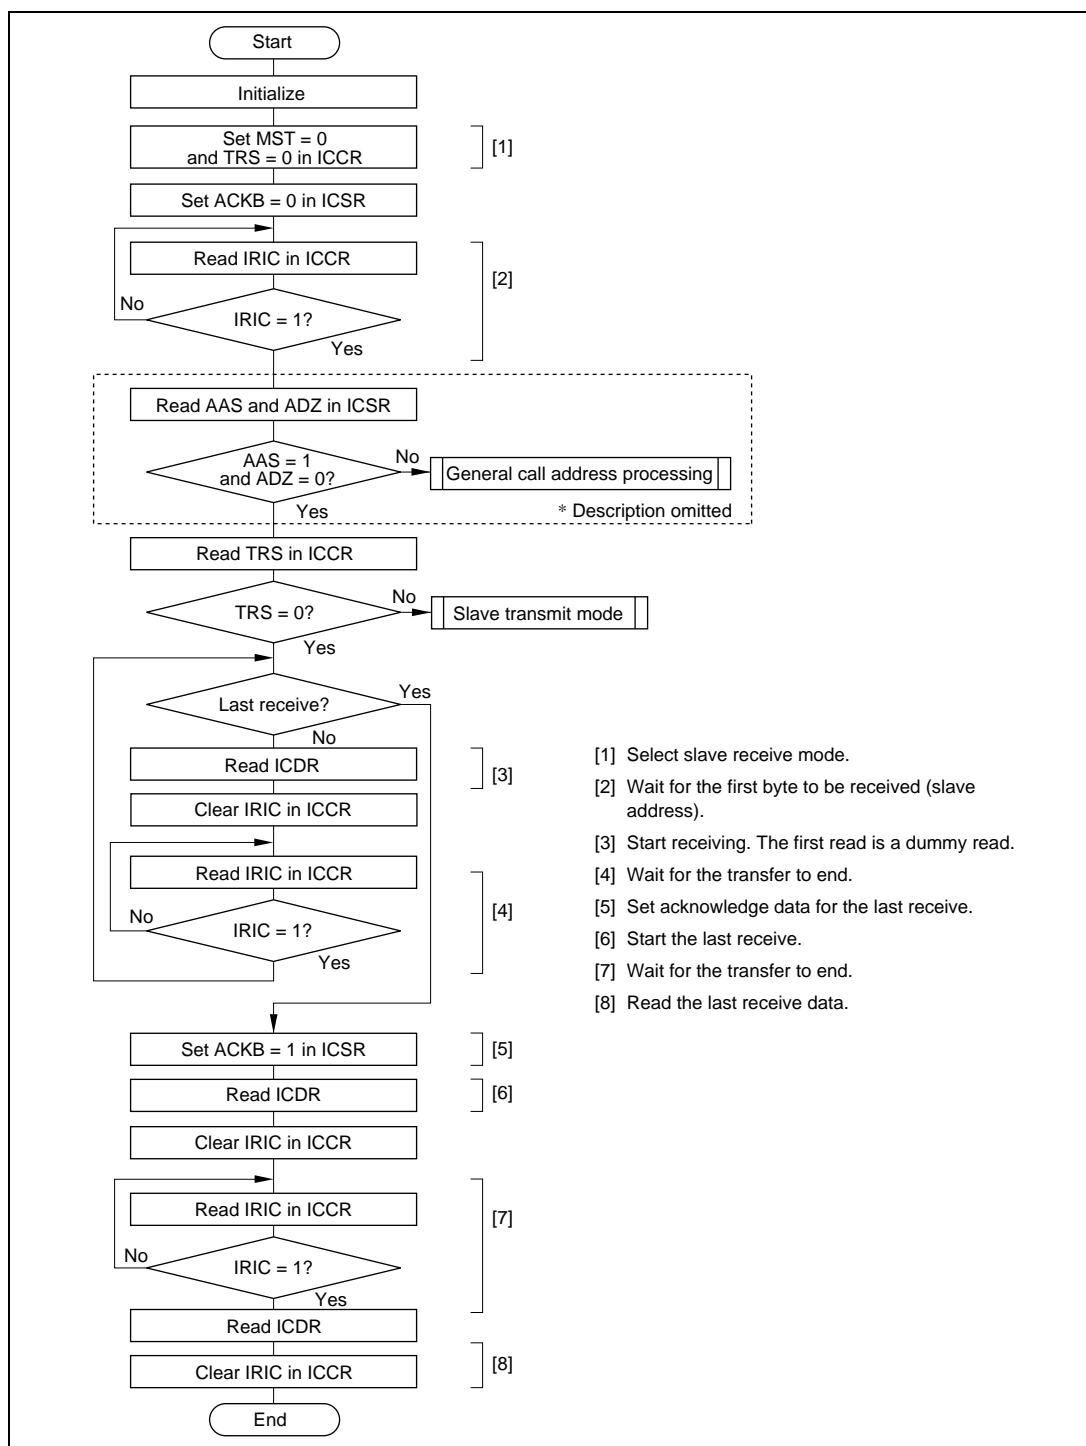 Start
Initialize
Set MST = 0
and TRS = 0 in ICCR
[1]
Set ACKB = 0 in ICSR
Read IRIC in ICCR
[2]
No
IRIC = 1?
Yes
Read AAS and ADZ in ICSR
AAS = 1
and ADZ = 0?
No
General call address processing
Yes
* Description omitted
Read TRS in ICCR
TRS = 0?
No
Slave transmit mode
Yes
Last receive?
Yes
No
Read ICDR
[3]
Clear IRIC in ICCR
Read IRIC in ICCR
[4]
No
IRIC = 1?
Yes
Set ACKB = 1 in ICSR
[5]
Read ICDR
[6]
Clear IRIC in ICCR
Read IRIC in ICCR
[7]
No
IRIC = 1?
Yes
Read ICDR
Clear IRIC in ICCR
[8]
End
[1] Select slave receive mode.
[2] Wait for the first byte to be received (slave
address).
[3] Start receiving. The first read is a dummy read.
[4] Wait for the transfer to end.
[5] Set acknowledge data for the last receive.
[6] Start the last receive.
[7] Wait for the transfer to end.
[8] Read the last receive data.